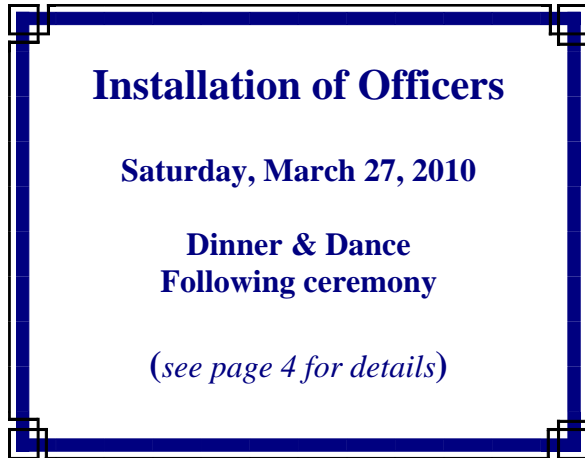 Installation of Officers
Saturday, March 27, 2010
Dinner & Dance
Following ceremony
(see page 4 for details)